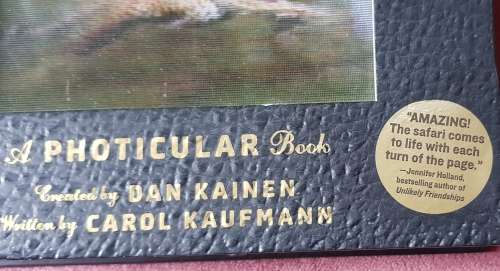 A PHOTICULAR Book
Created by DAN KAINEN
Written by CAROL KAUFMANN
"AMAZING!
The safari comes
to life with each
turn of the page."
—Jennifer Holland,
bestselling author of
Unlikely Friendships